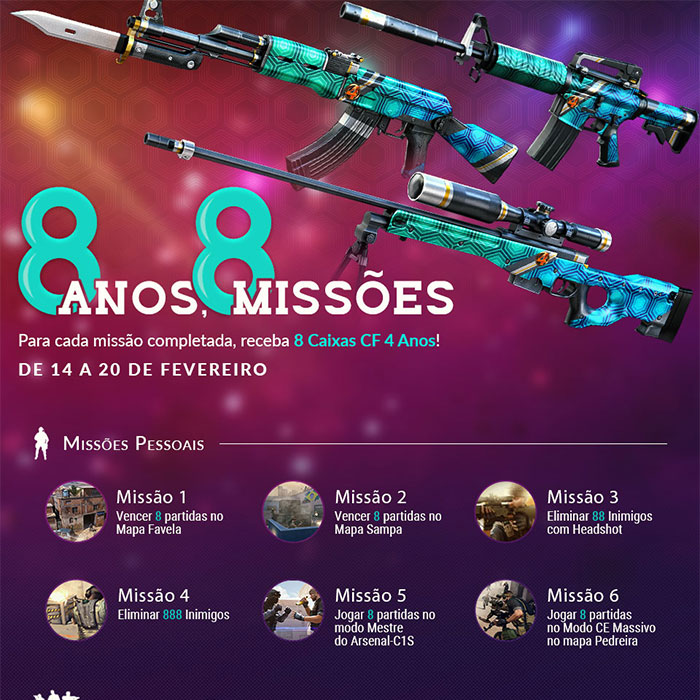 8 ANOS, 8 MISSÕES
Para cada missão completada, receba 8 Caixas CF 4 Anos!
DE 14 A 20 DE FEVEREIRO
Missões Pessoais
Missão 1
Vencer 8 partidas no
Mapa Favela
Missão 2
Vencer 8 partidas no
Mapa Sampa
Missão 3
Eliminar 88 Inimigos
com Headshot
Missão 4
Eliminar 888 Inimigos
Missão 5
Jogar 8 partidas no
modo Mestre
do Arsenal-C1S
Missão 6
Jogar 8 partidas
no Modo CE Massivo
no mapa Pedreira